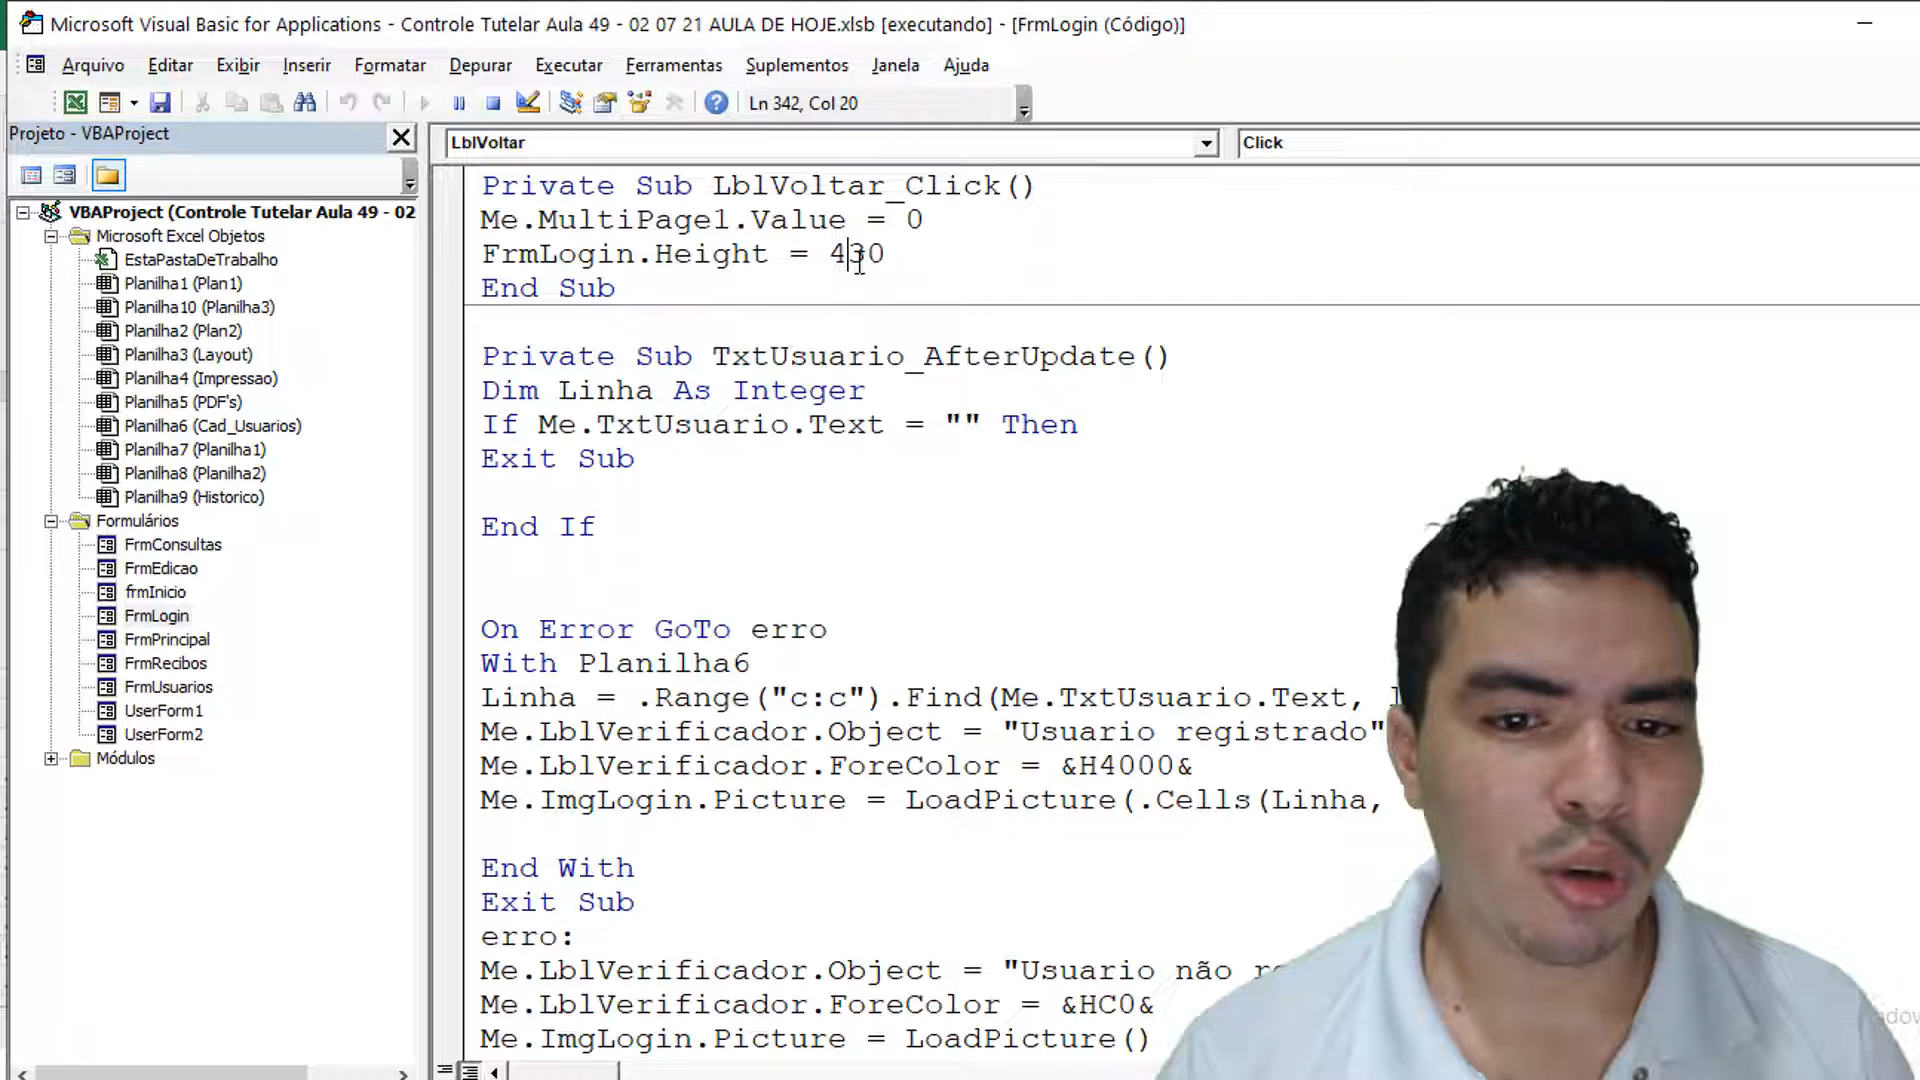 Microsoft Visual Basic for Applications - Controle Tutelar Aula 49 - 02 07 21 AULA DE HOJE.xlsb [executando] - [FrmLogin (Código)]
Arquivo Editar Exibir Inserir Formatar Depurar Executar Ferramentas Suplementos Janela Ajuda
Ln 342, Col 20
Projeto - VBAProject
LblVoltar
Click
VBAProject (Controle Tutelar Aula 49 - 02
Microsoft Excel Objetos
EstaPastaDeTrabalho
Planilha1 (Plan1)
Planilha10 (Planilha3)
Planilha2 (Plan2)
Planilha3 (Layout)
Planilha4 (Impressao)
Planilha5 (PDF's)
Planilha6 (Cad_Usuarios)
Planilha7 (Planilha1)
Planilha8 (Planilha2)
Planilha9 (Historico)
Formulários
FrmConsultas
FrmEdicao
frmInicio
FrmLogin
FrmPrincipal
FrmRecibos
FrmUsuarios
UserForm1
UserForm2
Módulos
Private Sub LblVoltar_Click()
Me.MultiPage1.Value = 0
FrmLogin.Height = 430
End Sub
Private Sub TxtUsuario_AfterUpdate()
Dim Linha As Integer
If Me.TxtUsuario.Text = "" Then
Exit Sub
End If
On Error GoTo erro
With Planilha6
Linha = .Range("c:c").Find(Me.TxtUsuario.Text,
Me.LblVerificador.Object = "Usuario registrado"
Me.LblVerificador.ForeColor = &H4000&
Me.ImgLogin.Picture = LoadPicture(.Cells(Linha,
End With
Exit Sub
erro:
Me.LblVerificador.Object = "Usuario não
Me.LblVerificador.ForeColor = &HC0&
Me.ImgLogin.Picture = LoadPicture()